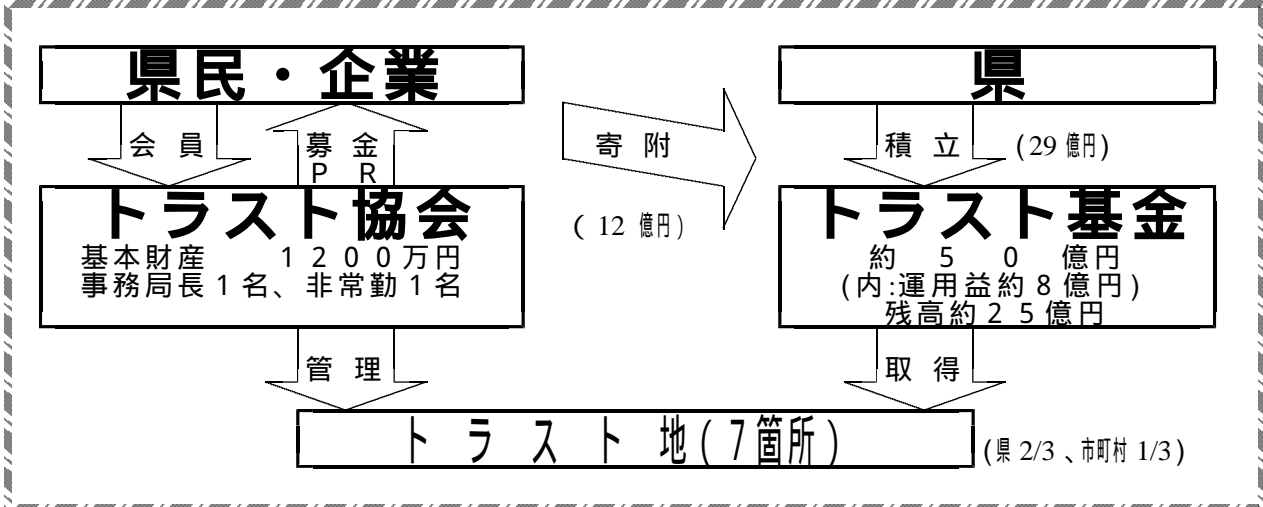 県民・企業
県
会員
募金
PR
寄附
積立
(29億円)
(12億円)
トラスト協会
基本財産 1200万円
事務局長1名、非常勤1名
トラスト基金
約50億円
(内:運用益約8億円)
残高約25億円
管理
取得
トラスト地(7箇所)
(県2/3、市町村1/3)